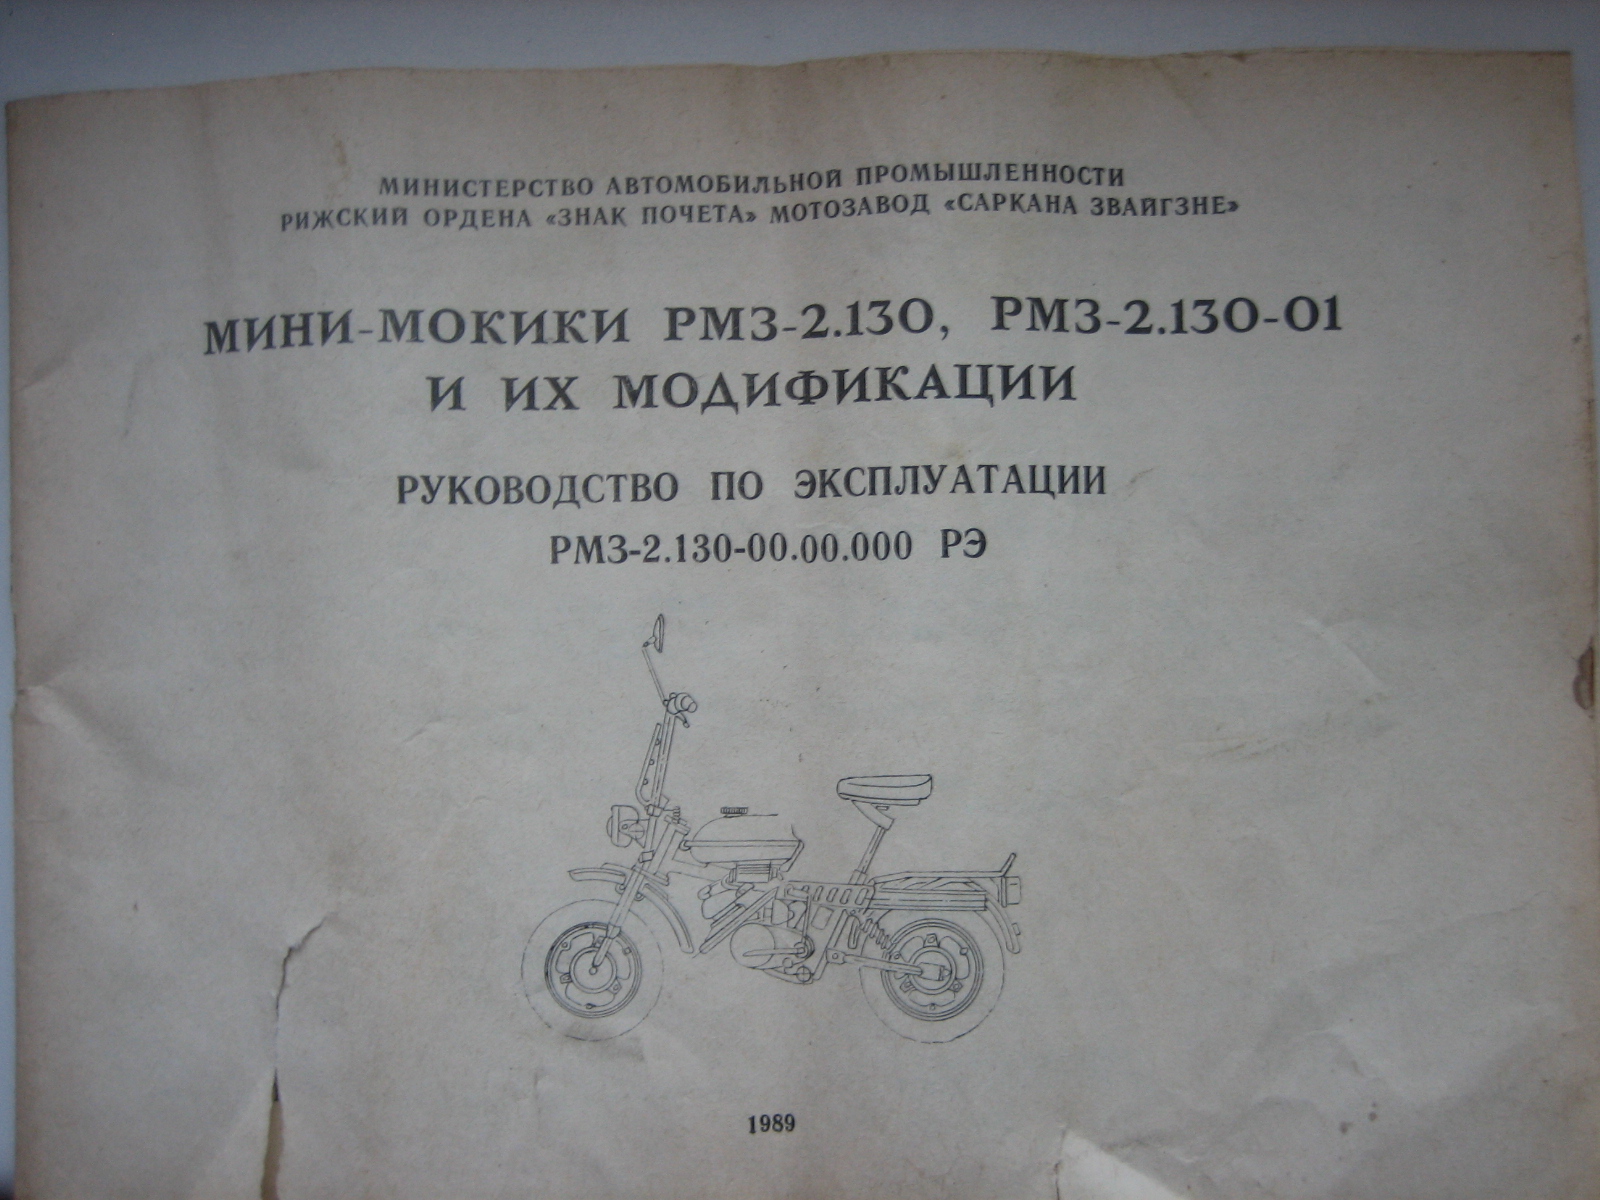 МИНИСТЕРСТВО АВТОМОБИЛЬНОЙ ПРОМЫШЛЕННОСТИ
РИЖСКИЙ ОРДЕНА «ЗНАК ПОЧЕТА» МОТОЗАВОД «САРКАНА ЗВАЙГЗНЕ»
МИНИ-МОКИКИ РМЗ-2.130, РМЗ-2.130-01
И ИХ МОДИФИКАЦИИ
РУКОВОДСТВО ПО ЭКСПЛУАТАЦИИ
РМЗ-2.130-00.00.000 РЭ
1989